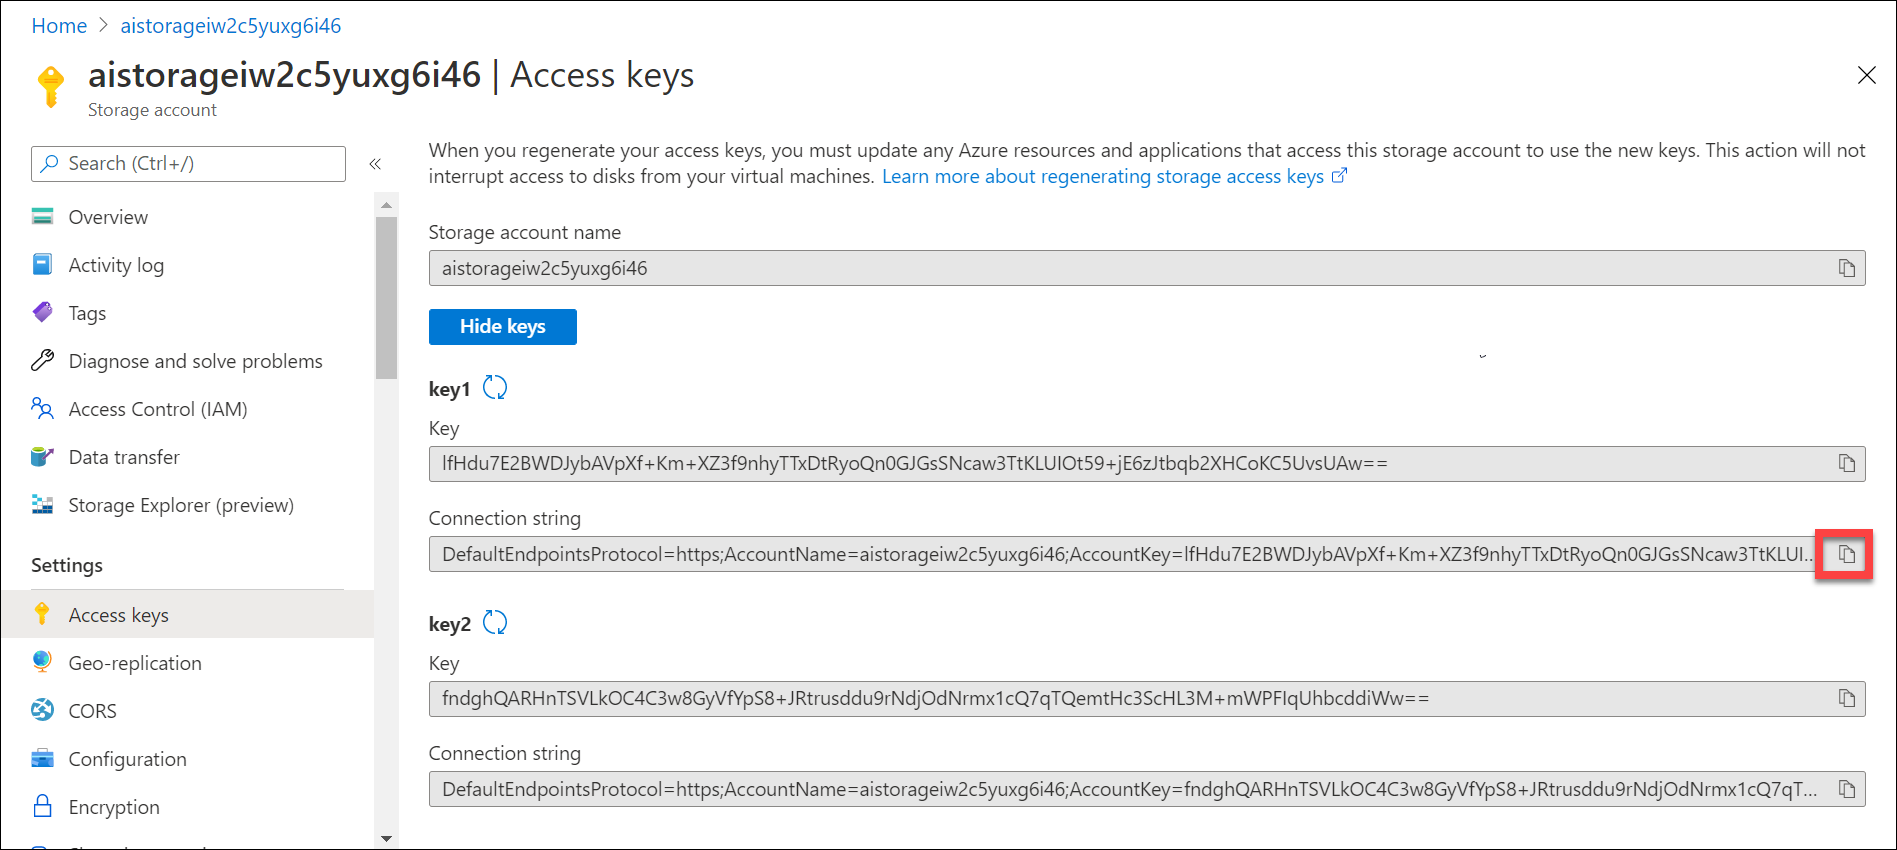 Home > aistorageiw2c5yuxg6i46
aistorageiw2c5yuxg6i46 | Access keys
Storage account
Search (Ctrl+/)
«
Overview
Activity log
Tags
Diagnose and solve problems
Access Control (IAM)
Data transfer
Storage Explorer (preview)
Settings
Access keys
Geo-replication
CORS
Configuration
Encryption
When you regenerate your access keys, you must update any Azure resources and applications that access this storage account to use the new keys. This action will not
interrupt access to disks from your virtual machines. Learn more about regenerating storage access keys
Storage account name
aistorageiw2c5yuxg6i46
Hide keys
key1
Key
lfHdu7E2BWDJybAVpXf+Km+XZ3f9nhyTTxDtRyoQn0GJGsSNcaw3TtKLUIOt59+jE6zJtbqb2XHCoKC5UvsUAw==
Connection string
DefaultEndpointsProtocol=https;AccountName=aistorageiw2c5yuxg6i46;AccountKey=lfHdu7E2BWDJybAVpXf+Km+XZ3f9nhyTTxDtRyoQn0GJGsSNcaw3TtKLUI...
key2
Key
fndghQARHnTSVLkOC4C3w8GyVfYpS8+JRtrusddu9rNdjOdNrmx1cQ7qTQemtHc3ScHL3M+mWPFIqUhbcddiWw==
Connection string
DefaultEndpointsProtocol=https;AccountName=aistorageiw2c5yuxg6i46;AccountKey=fndghQARHnTSVLkOC4C3w8GyVfYpS8+JRtrusddu9rNdjOdNrmx1cQ7qT...